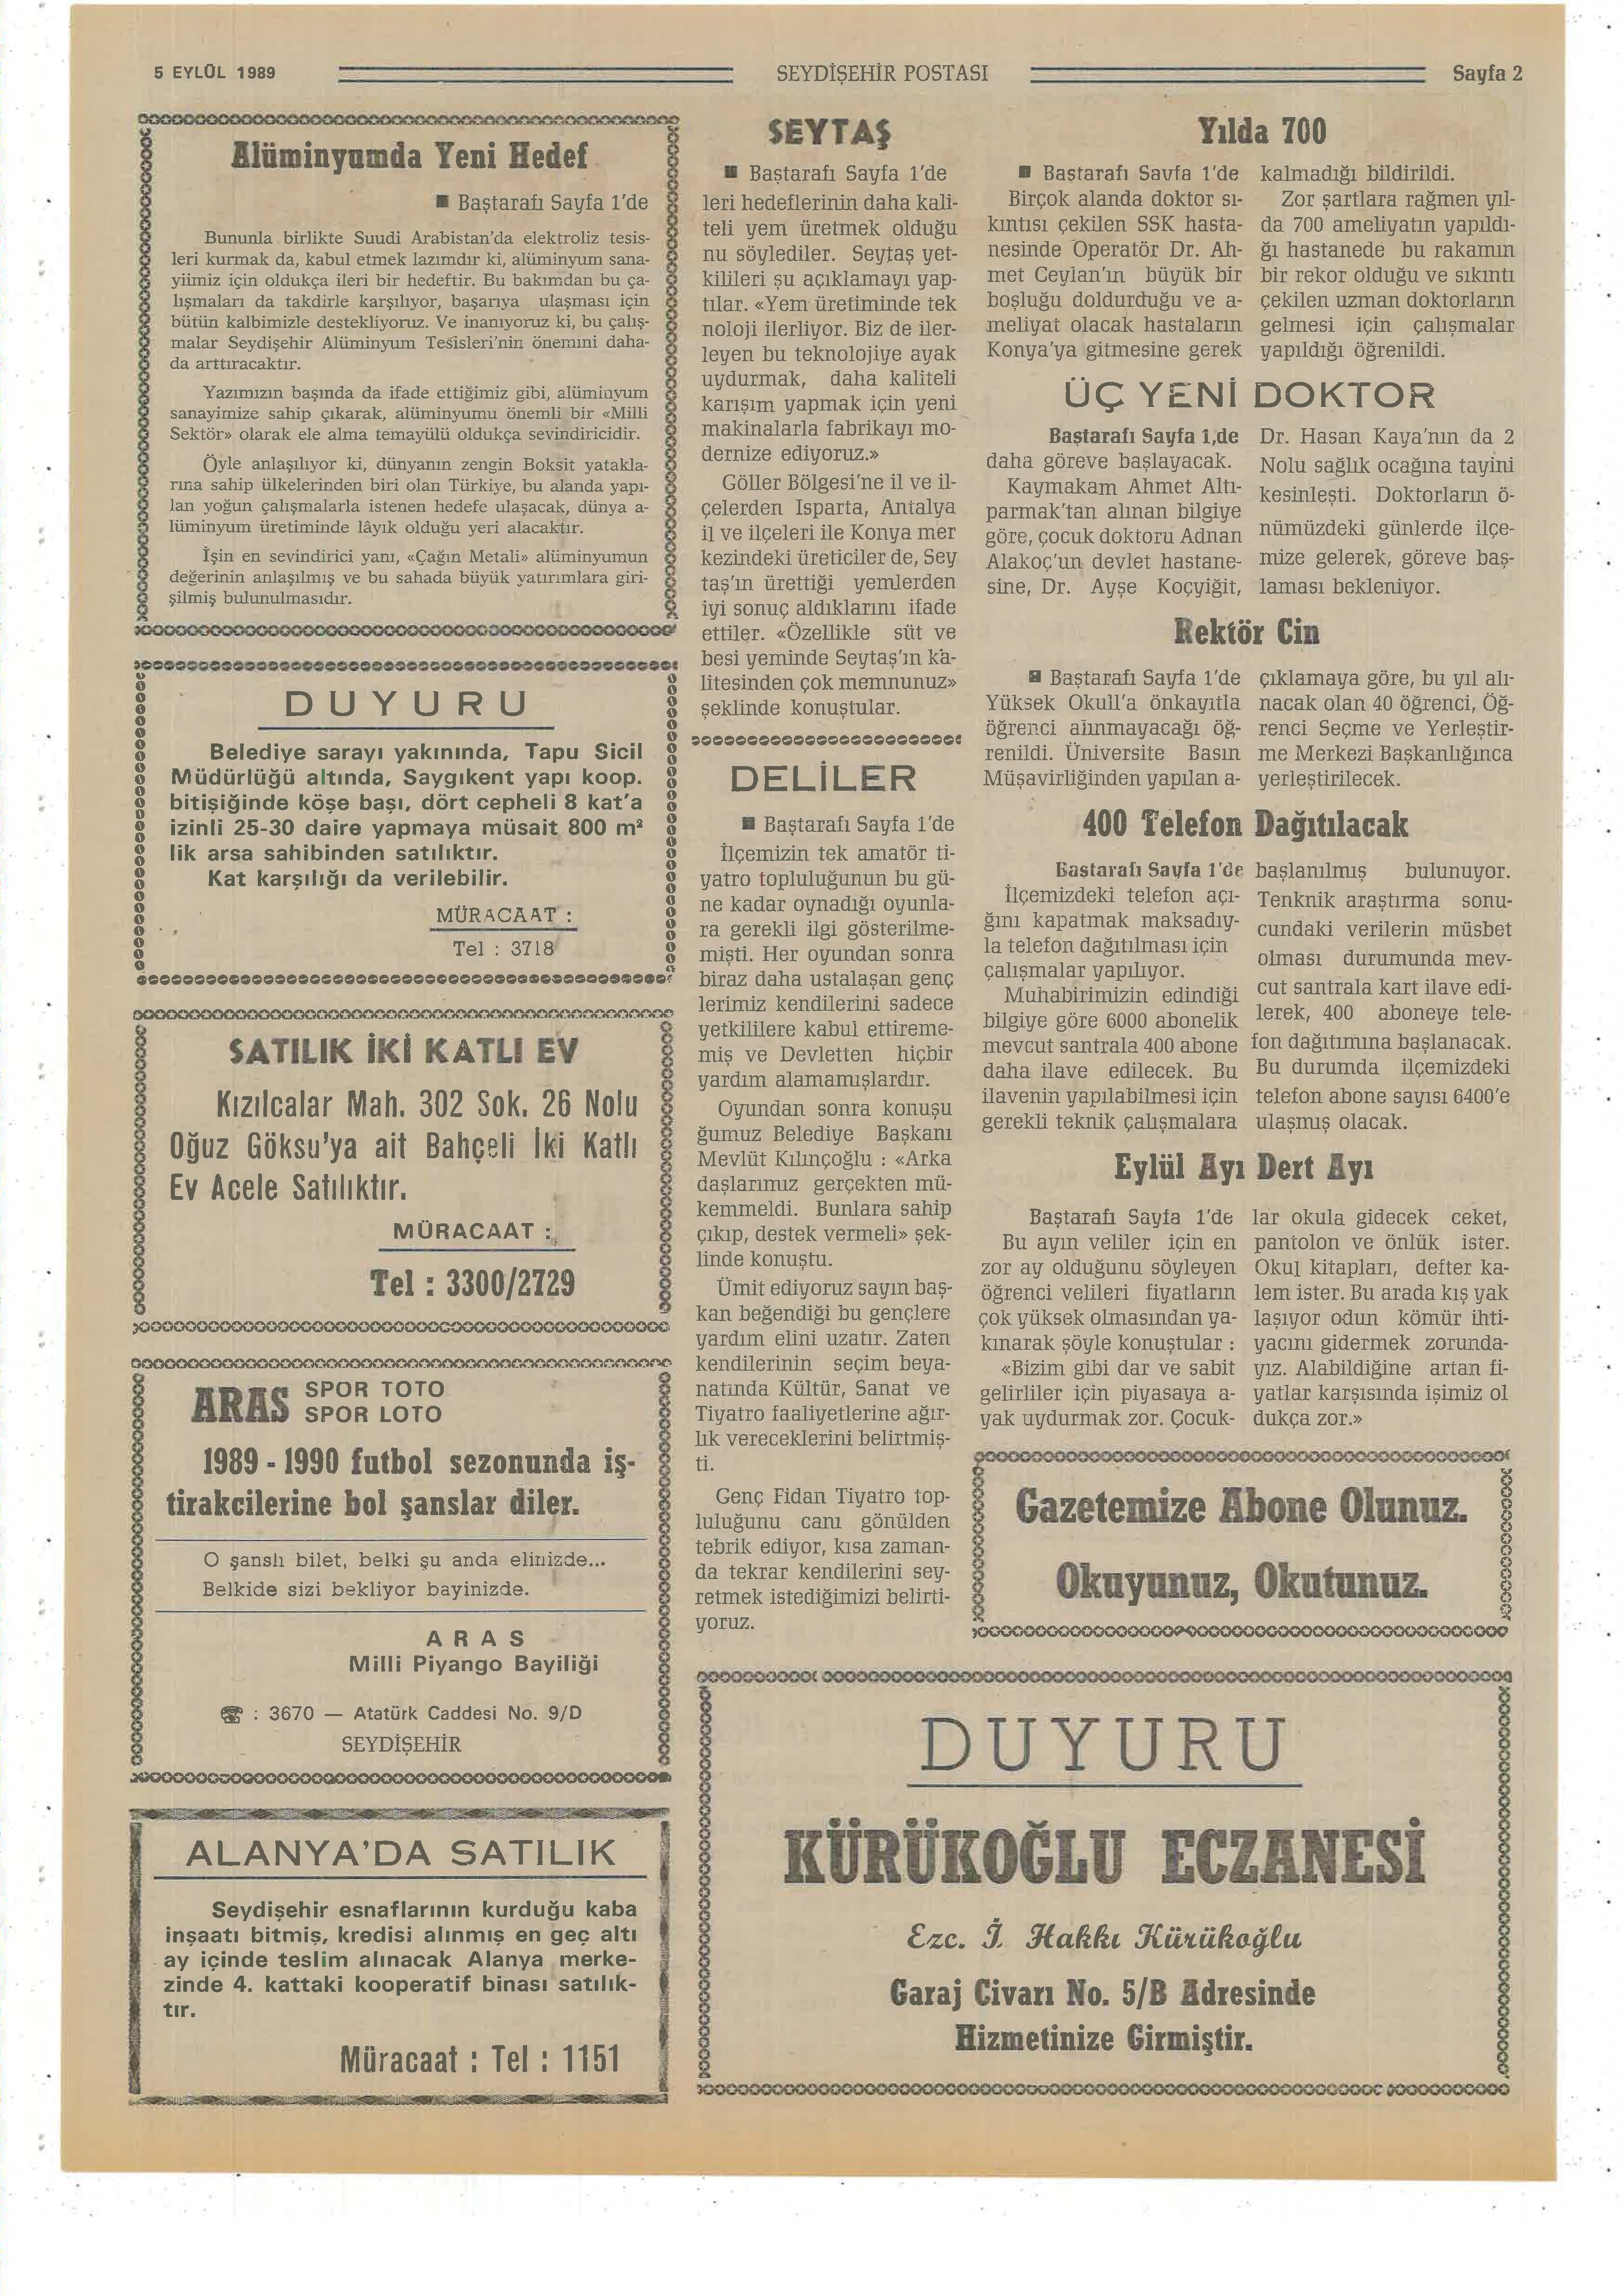 5 EYLÜL 1989
SEYDİŞEHİR POSTASI
Sayfa 2
Alüminyumda Yeni Hedef
■ Baştarafı Sayfa 1'de
Bununla birlikte Suudi Arabistan'da elektroliz tesis-
leri kurmak da, kabul etmek lazımdır ki, alüminyum sana-
yiimiz için oldukça ileri bir hedeftir. Bu bakımdan bu ça-
lışmaları da takdirle karşılıyor, başarıya ulaşması için
bütün kalbimizle destekliyoruz. Ve inanıyoruz ki, bu çalış-
malar Seydişehir Alüminyum Tesisleri'nin önemini daha-
da arttıracaktır.
Yazımızın başında da ifade ettiğimiz gibi, alüminyum
sanayimize sahip çıkarak, alüminyumu önemli bir «Milli
Sektör» olarak ele alma temayülü oldukça sevindiricidir.
Öyle anlaşılıyor ki, dünyanın zengin Boksit yatakla-
rına sahip ülkelerinden biri olan Türkiye, bu alanda yapı-
lan yoğun çalışmalarla istenen hedefe ulaşacak, dünya a-
lüminyum üretiminde lâyık olduğu yeri alacaktır.
İşin en sevindirici yanı, «Çağın Metali» alüminyumun
değerinin anlaşılmış ve bu sahada büyük yatırımlara giri-
şilmiş bulunulmasıdır.
DUYURU
Belediye sarayı yakınında, Tapu Sicil
Müdürlüğü altında, Saygıkent yapı koop.
bitişiğinde köşe başı, dört cepheli 8 kat'a
izinli 25-30 daire yapmaya müsait 800 m²
lik arsa sahibinden satılıktır.
Kat karşılığı da verilebilir.
MÜRACAAT :
Tel : 3718
SATILIK İKİ KATLI EV
Kızılcalar Mah. 302 Sok. 26 Nolu
Oğuz Göksu'ya ait Bahçeli İki Katlı
Ev Acele Satılıktır.
MÜRACAAT :
Tel : 3300/2729
ARAS
SPOR TOTO
SPOR LOTO
1989 - 1990 futbol sezonunda iş-
tirakcilerine bol şanslar diler.
O şanslı bilet, belki şu anda elinizde...
Belkide sizi bekliyor bayinizde.
ARAS
Milli Piyango Bayiliği
☎ : 3670 — Atatürk Caddesi No. 9/D
SEYDİŞEHİR
ALANYA'DA SATILIK
Seydişehir esnaflarının kurduğu kaba
inşaatı bitmiş, kredisi alınmış en geç altı
ay içinde teslim alınacak Alanya merke-
zinde 4. kattaki kooperatif binası satılık-
tır.
Müracaat : Tel : 1151
SEYTAŞ
■ Baştarafı Sayfa 1'de
leri hedeflerinin daha kali-
teli yem üretmek olduğu
nu söylediler. Seytaş yet-
kilileri şu açıklamayı yap-
tılar. «Yem üretiminde tek
noloji ilerliyor. Biz de iler-
leyen bu teknolojiye ayak
uydurmak, daha kaliteli
karışım yapmak için yeni
makinalarla fabrikayı mo-
dernize ediyoruz.»
Göller Bölgesi'ne il ve il-
çelerden Isparta, Antalya
il ve ilçeleri ile Konya mer
kezindeki üreticiler de, Sey
taş'ın ürettiği yemlerden
iyi sonuç aldıklarını ifade
ettiler. «Özellikle süt ve
besi yeminde Seytaş'ın ka-
litesinden çok memnunuz»
şeklinde konuştular.
DELİLER
■ Baştarafı Sayfa 1'de
İlçemizin tek amatör ti-
yatro topluluğunun bu gü-
ne kadar oynadığı oyunla-
ra gerekli ilgi gösterilme-
mişti. Her oyundan sonra
biraz daha ustalaşan genç
lerimiz kendilerini sadece
yetkililere kabul ettireme-
miş ve Devletten hiçbir
yardım alamamışlardır.
Oyundan sonra konuşu
ğumuz Belediye Başkanı
Mevlüt Kılınçoğlu : «Arka
daşlarımız gerçekten mü-
kemmeldi. Bunlara sahip
çıkıp, destek vermeli» şek-
linde konuştu.
Ümit ediyoruz sayın baş-
kan beğendiği bu gençlere
yardım elini uzatır. Zaten
kendilerinin seçim beya-
natında Kültür, Sanat ve
Tiyatro faaliyetlerine ağır-
lık vereceklerini belirtmiş-
ti.
Genç Fidan Tiyatro top-
luluğunu canı gönülden
tebrik ediyor, kısa zaman-
da tekrar kendilerini sey-
retmek istediğimizi belirti-
yoruz.
Yılda 700
■ Bastarafı Sayfa 1'de
Birçok alanda doktor sı-
kıntısı çekilen SSK hasta-
nesinde Operatör Dr. Ah-
met Ceylan'ın büyük bir
boşluğu doldurduğu ve a-
meliyat olacak hastaların
Konya'ya gitmesine gerek
kalmadığı bildirildi.
Zor şartlara rağmen yıl-
da 700 ameliyatın yapıldı-
ğı hastanede bu rakamın
bir rekor olduğu ve sıkıntı
çekilen uzman doktorların
gelmesi için çalışmalar
yapıldığı öğrenildi.
ÜÇ YENİ DOKTOR
Baştarafı Sayfa 1,de
daha göreve başlayacak.
Kaymakam Ahmet Altı-
parmak'tan alınan bilgiye
göre, çocuk doktoru Adnan
Alakoç'un devlet hastane-
sine, Dr. Ayşe Koçyiğit,
Dr. Hasan Kaya'nın da 2
Nolu sağlık ocağına tayini
kesinleşti. Doktorların ö-
nümüzdeki günlerde ilçe-
mize gelerek, göreve baş-
laması bekleniyor.
Rektör Cin
■ Baştarafı Sayfa 1'de
Yüksek Okull'a önkayıtla
öğrenci alınmayacağı öğ-
renildi. Üniversite Basın
Müşavirliğinden yapılan a-
çıklamaya göre, bu yıl alı-
nacak olan 40 öğrenci, Öğ-
renci Seçme ve Yerleştir-
me Merkezi Başkanlığınca
yerleştirilecek.
400 Telefon Dağıtılacak
Bastarafı Sayfa 1'de
İlçemizdeki telefon açı-
ğını kapatmak maksadıy-
la telefon dağıtılması için
çalışmalar yapılıyor.
Muhabirimizin edindiği
bilgiye göre 6000 abonelik
mevcut santrala 400 abone
daha ilave edilecek. Bu
ilavenin yapılabilmesi için
gerekli teknik çalışmalara
başlanılmış bulunuyor.
Tenknik araştırma sonu-
cundaki verilerin müsbet
olması durumunda mev-
cut santrala kart ilave edi-
lerek, 400 aboneye tele-
fon dağıtımına başlanacak.
Bu durumda ilçemizdeki
telefon abone sayısı 6400'e
ulaşmış olacak.
Eylül Ayı Dert Ayı
Baştarafı Sayfa 1'de
Bu ayın veliler için en
zor ay olduğunu söyleyen
öğrenci velileri fiyatların
çok yüksek olmasından ya-
kınarak şöyle konuştular :
«Bizim gibi dar ve sabit
gelirliler için piyasaya a-
yak uydurmak zor. Çocuk-
lar okula gidecek ceket,
pantolon ve önlük ister.
Okul kitapları, defter ka-
lem ister. Bu arada kış yak
laşıyor odun kömür ihti-
yacını gidermek zorunda-
yız. Alabildiğine artan fi-
yatlar karşısında işimiz ol
dukça zor.»
Gazetemize Abone Olunuz.
Okuyunuz, Okutunuz.
DUYURU
KÜRÜKOĞLU ECZANESİ
Ecz. İ. Hakkı Kürükoğlu
Garaj Civarı No. 5/B Adresinde
Hizmetinize Girmiştir.